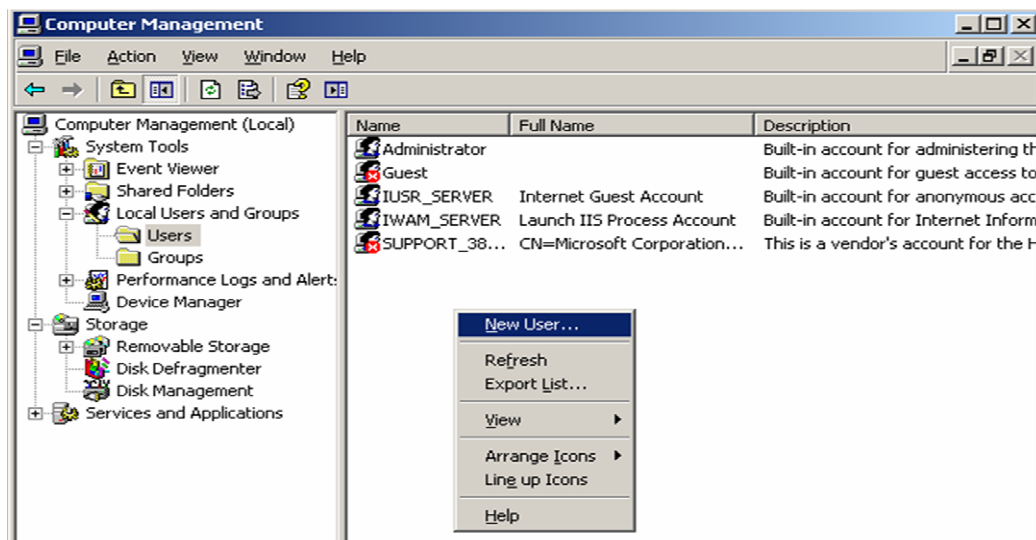 Computer Management
File Action View Window Help
Computer Management (Local)
System Tools
Event Viewer
Shared Folders
Local Users and Groups
Users
Groups
Performance Logs and Alert
Device Manager
Storage
Removable Storage
Disk Defragmenter
Disk Management
Services and Applications
Name Full Name Description
Administrator Built-in account for administering th
Guest Built-in account for guest access to
IUSR_SERVER Internet Guest Account Built-in account for anonymous acc
IWAM_SERVER Launch IIS Process Account Built-in account for Internet Inform
SUPPORT_38... CN=Microsoft Corporation... This is a vendor's account for the H
New User...
Refresh
Export List...
View
Arrange Icons
Line up Icons
Help